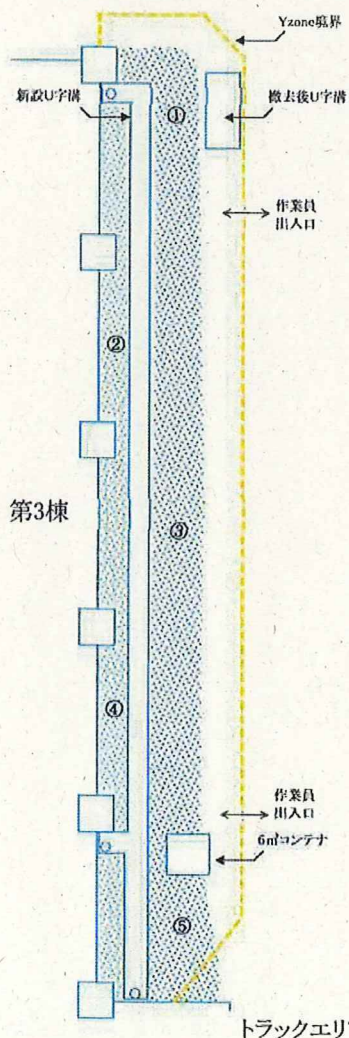 Yzone境界
新設U字溝
①
撤去後U字溝
作業員
出入口
②
第3棟
③
④
作業員
出入口
6㎥コンテナ
⑤
トラックエリ